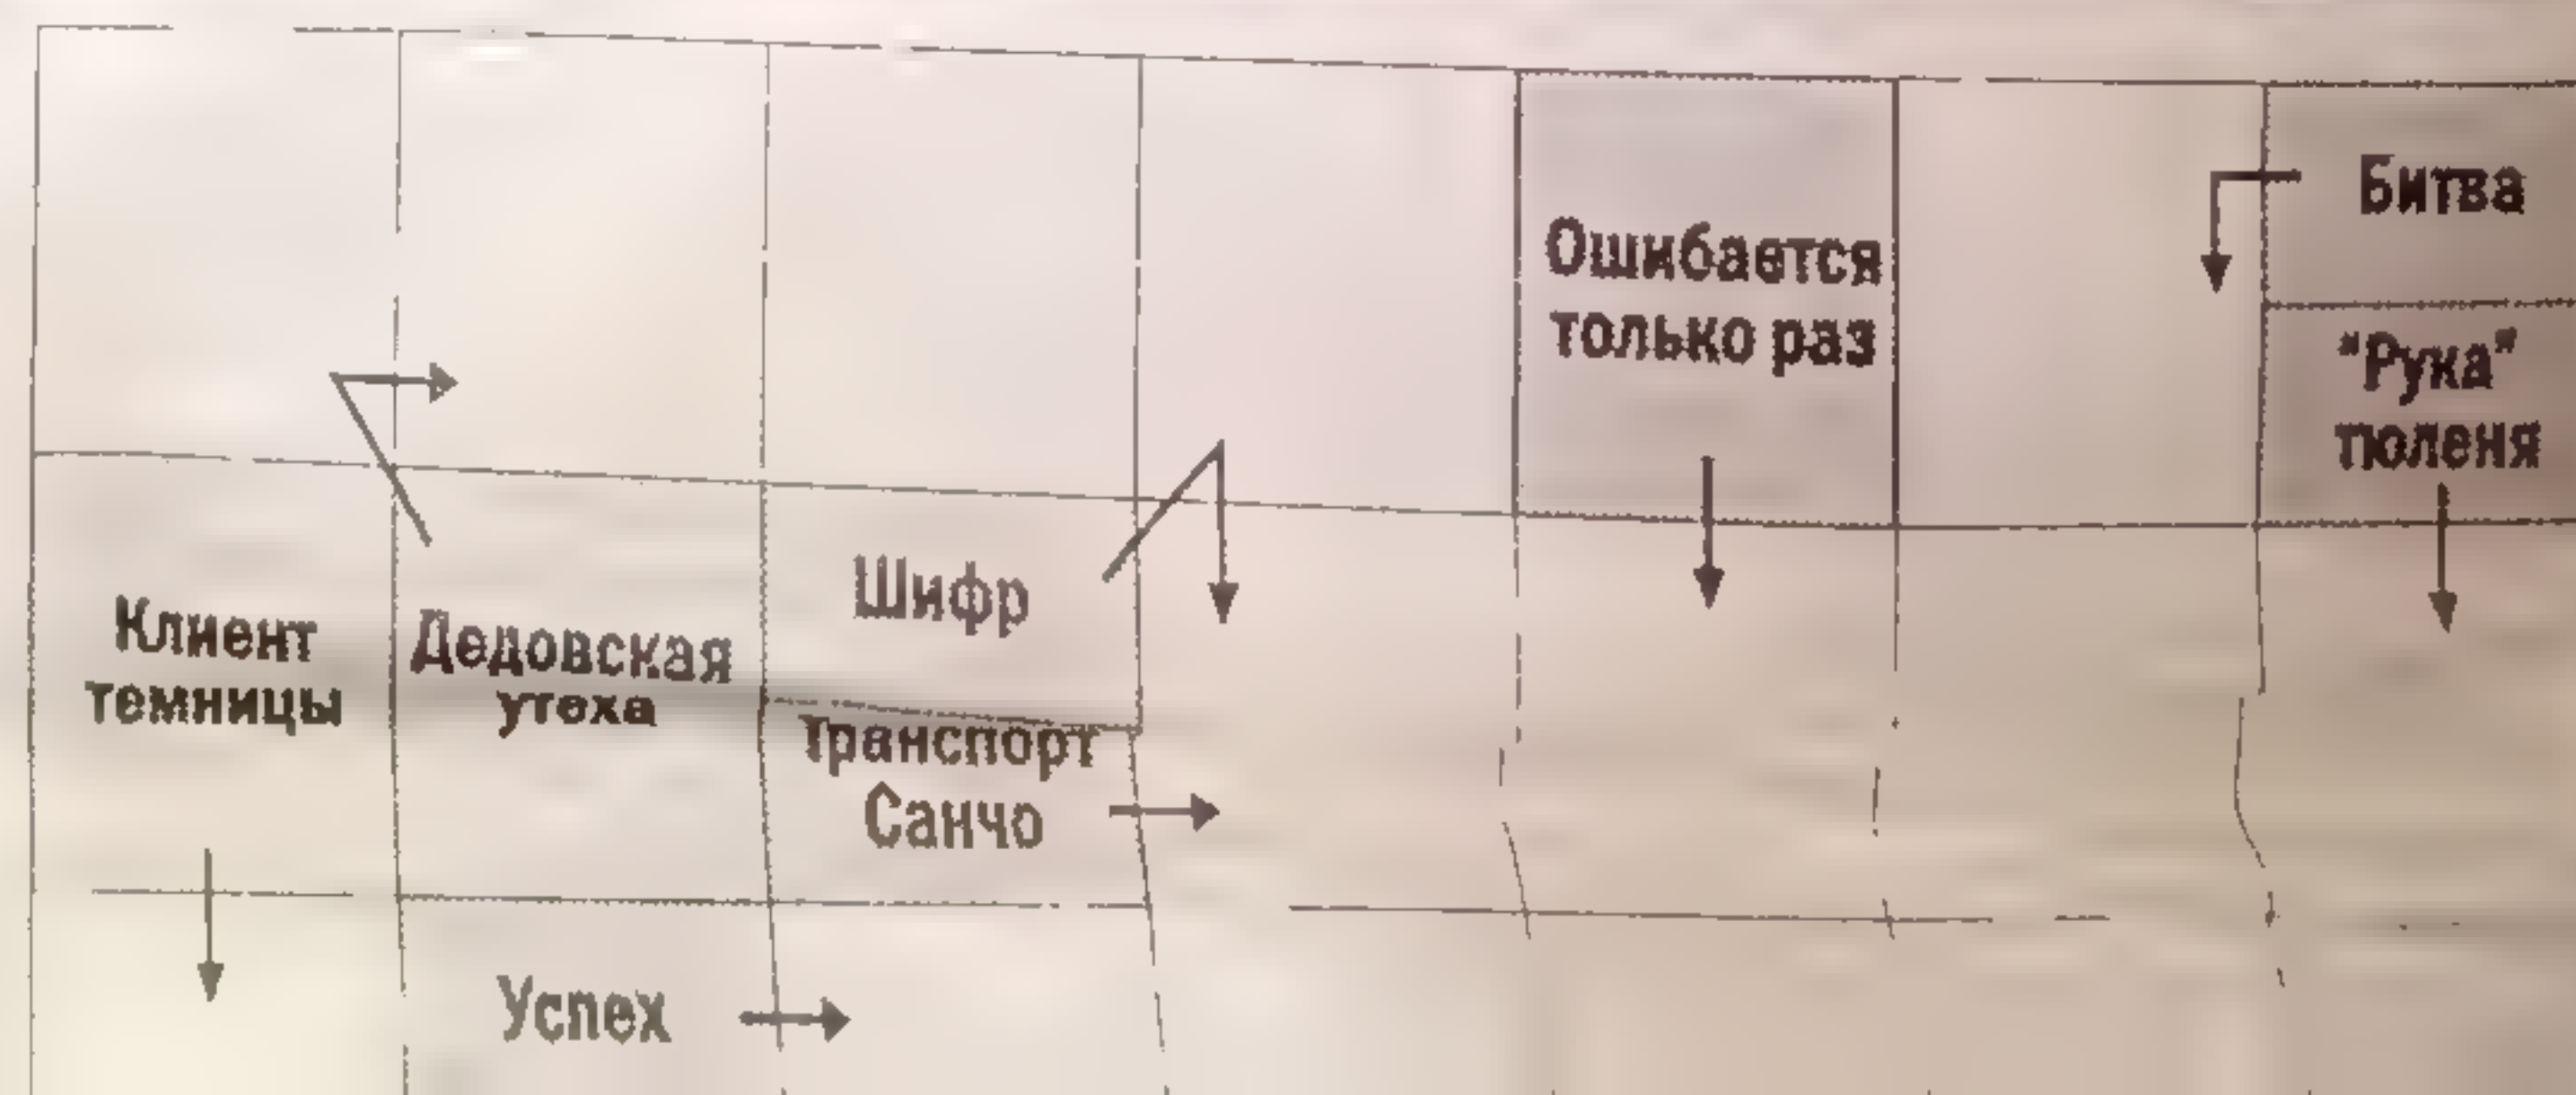 Ошибается
только раз
Битва
"Рука"
тюленя
Клиент
темницы
Дедовская
утеха
Шифр
Транспорт
Санчо
Успех